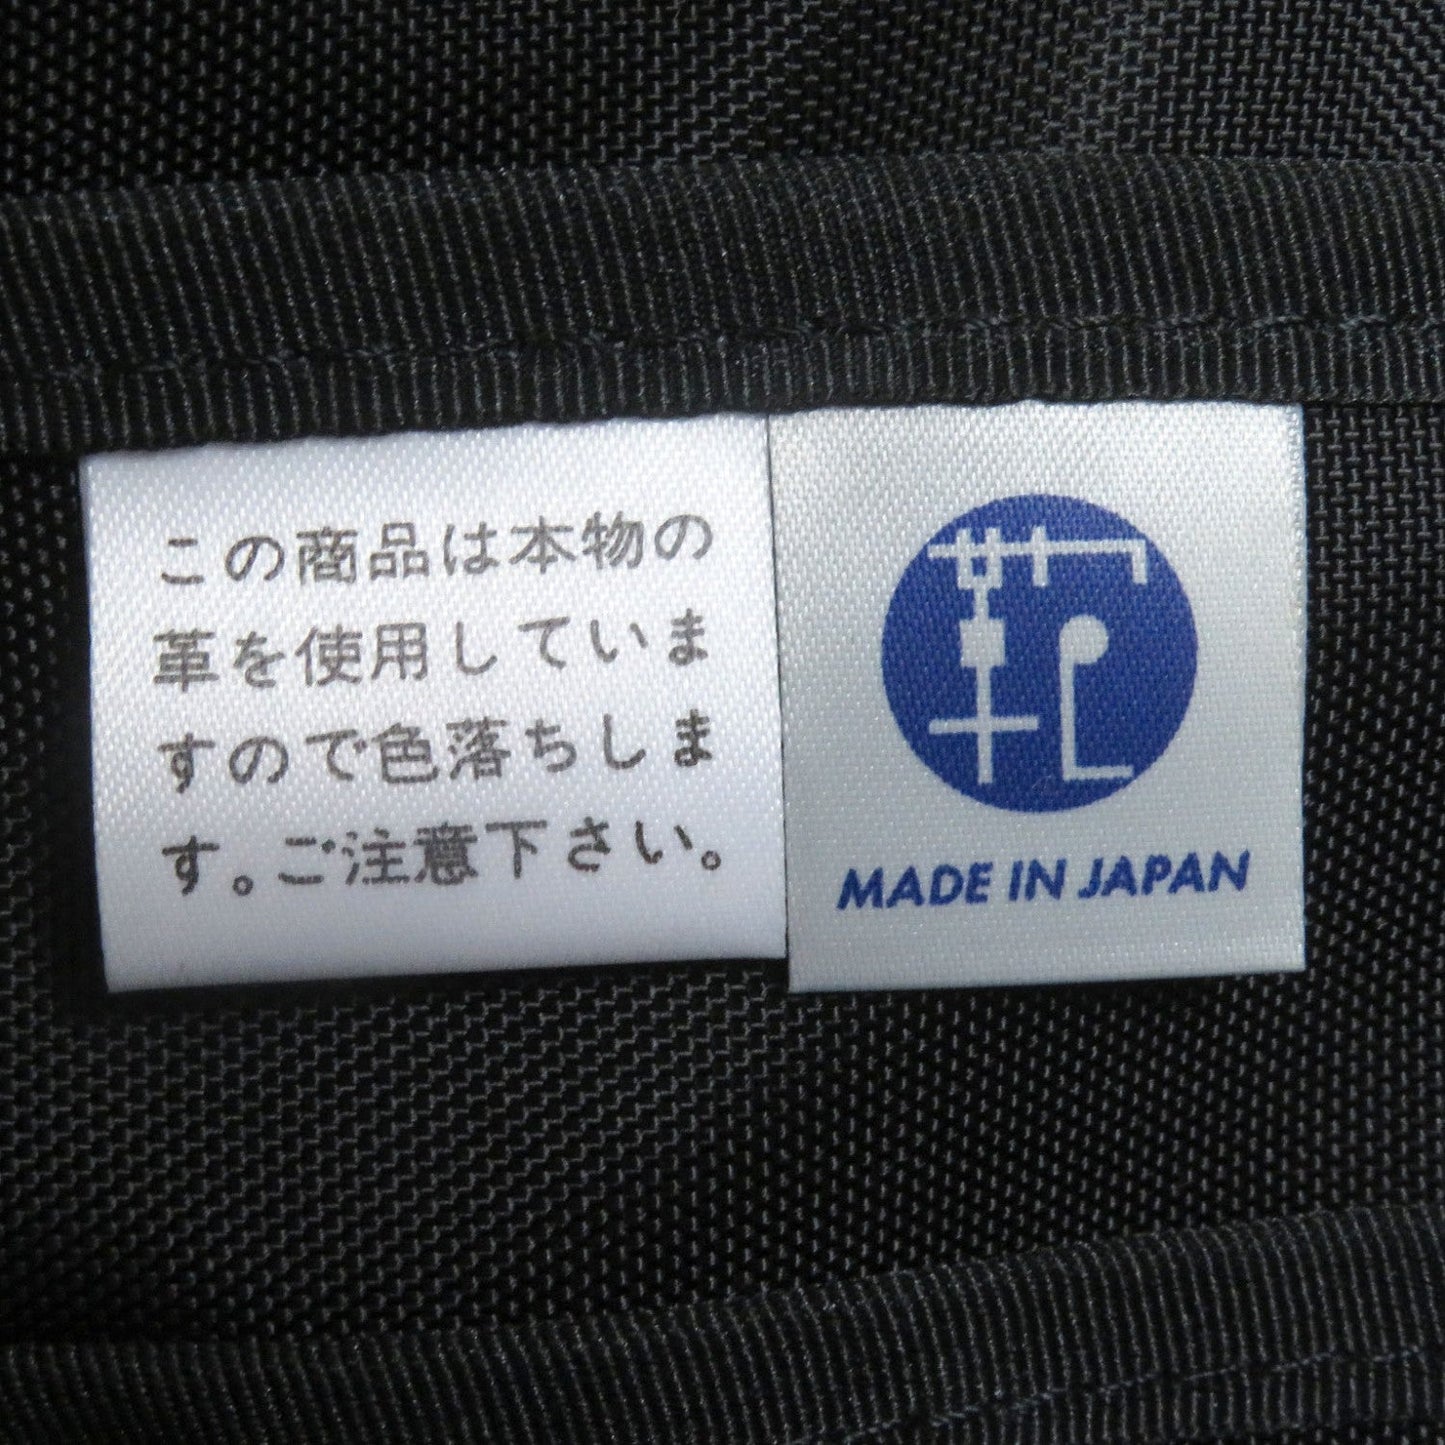 この商品は本物の
革を使用していま
すので色落ちしま
す。ご注意下さい。
鞄
MADE IN JAPAN